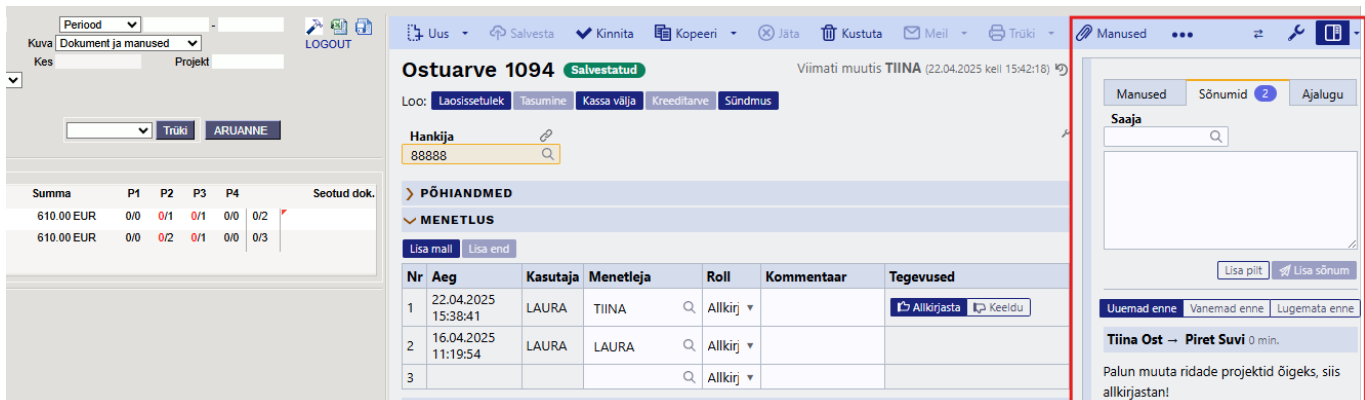 Periood -
Kuva Dokument ja manused
LOGOUT
Kes Projekt
Trüki ARUANNE
Summa P1 P2 P3 P4 Seotud dok.
610.00 EUR 0/0 0/1 0/1 0/0 0/2
610.00 EUR 0/0 0/2 0/1 0/0 0/3
Uus Salvesta Kinnita Kopeeri Jäta Kustuta Meil Trüki Manused
Ostuarve 1094 Salvestatud Viimati muutis TIINA (22.04.2025 kell 15:42:18)
Loo: Laosissetulek Tasumine Kassa välja Kreeditarve Sündmus
Hankija
88888
PÕHIANDMED
MENETLUS
Lisa mall Lisa end
Nr Aeg Kasutaja Menetleja Roll Kommentaar Tegevused
1 22.04.2025 15:38:41 LAURA TIINA Allkirj Allkirjasta Keeldu
2 16.04.2025 11:19:54 LAURA LAURA Allkirj
3 Allkirj
Manused Sõnumid 2 Ajalugu
Saaja
Lisa pilt Lisa sõnum
Uuemad enne Vanemad enne Lugemata enne
Tiina Ost → Piret Suvi 0 min.
Palun muuta ridade projektid õigeks, siis
allkirjastan!